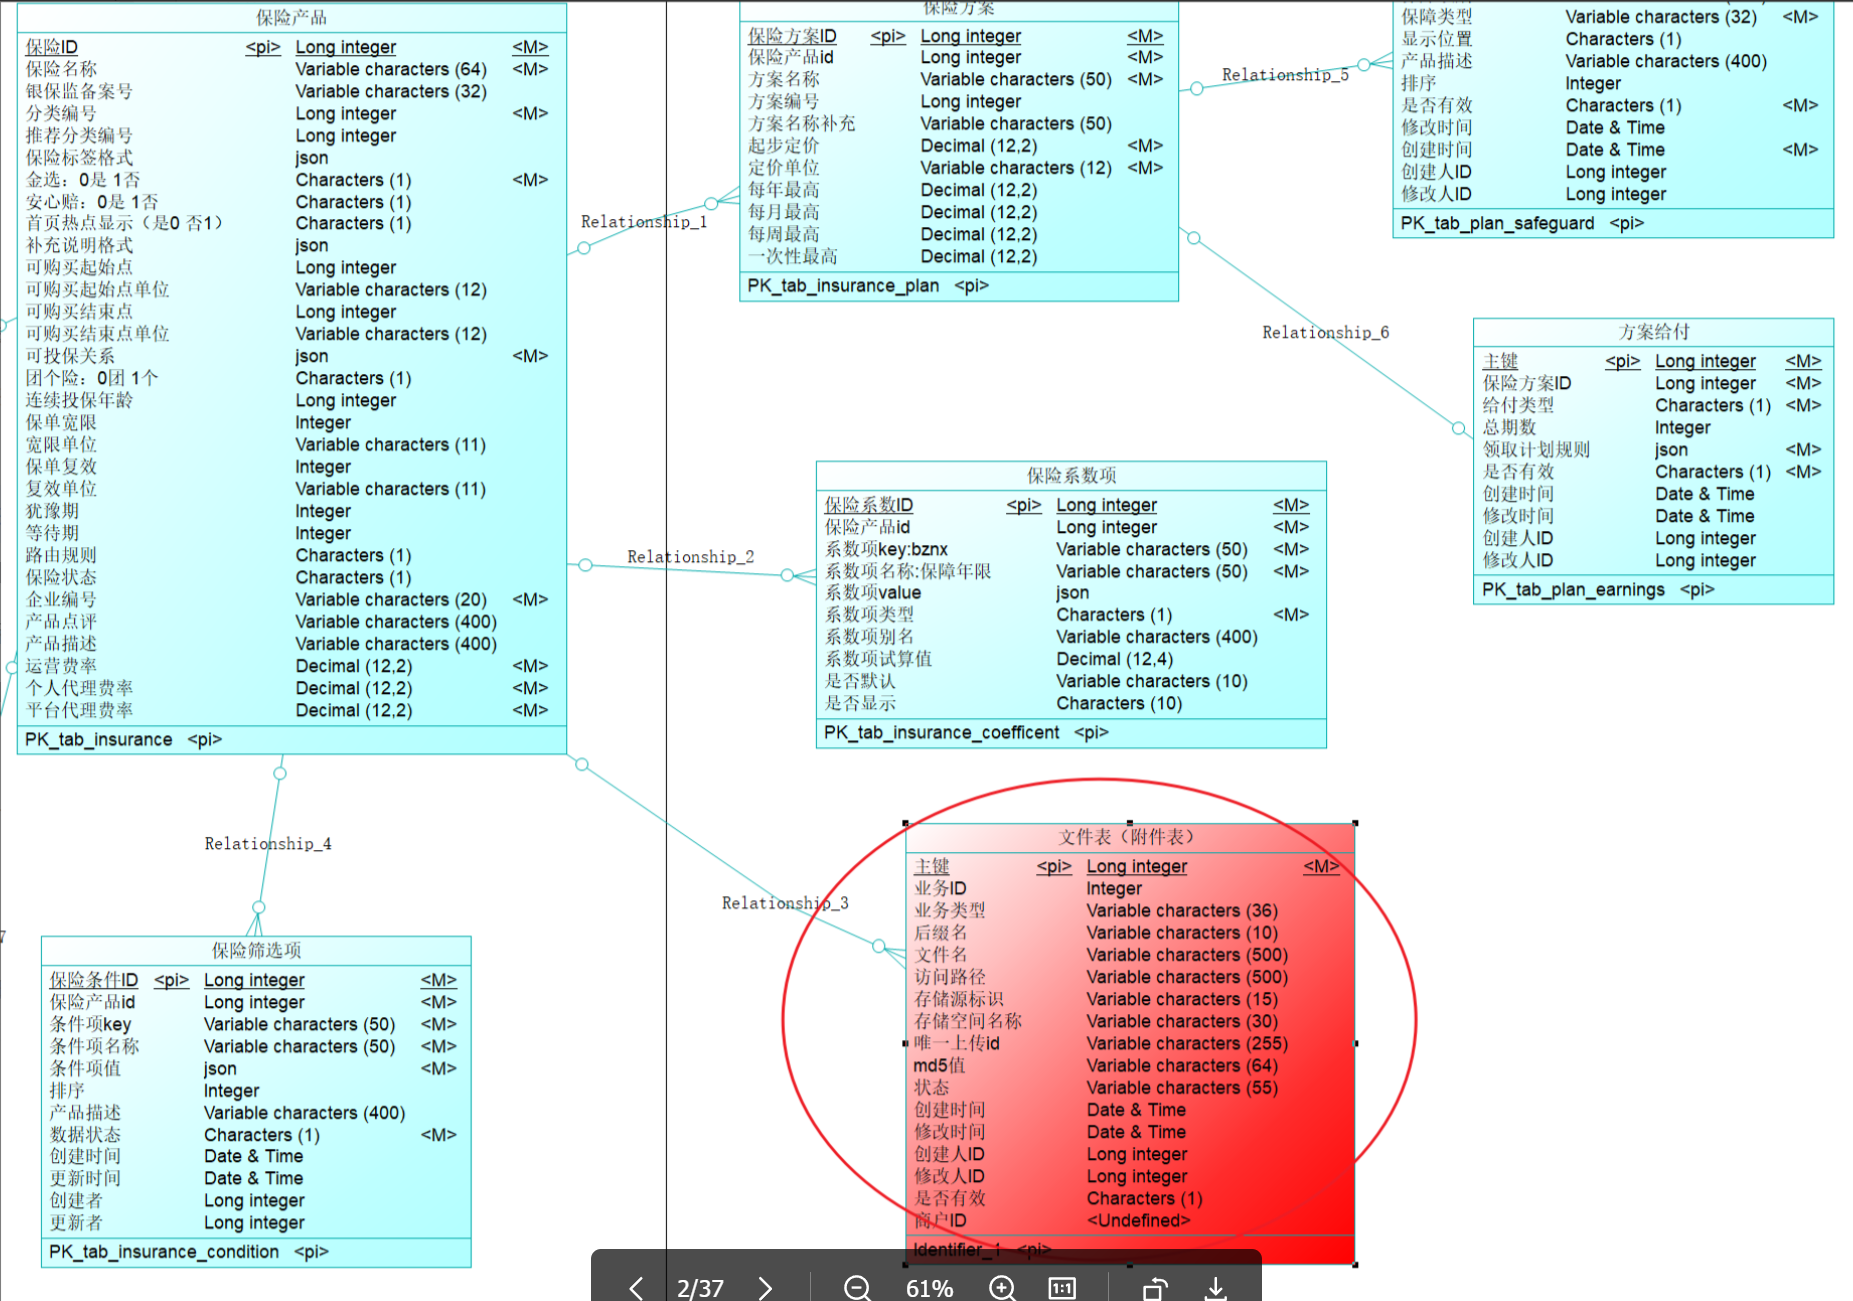 保险产品
保险ID <pi> Long integer <M>
保险名称 Variable characters (64) <M>
银保监备案号 Variable characters (32)
分类编号 Long integer <M>
推荐分类编号 Long integer
保险标签格式 json
金选：0是 1否 Characters (1) <M>
安心赔：0是 1否 Characters (1)
首页热点显示（是0 否1） Characters (1)
补充说明格式 json
可购买起始点 Long integer
可购买起始点单位 Variable characters (12)
可购买结束点 Long integer
可购买结束点单位 Variable characters (12)
可投保关系 json <M>
团个险：0团 1个 Characters (1)
连续投保年龄 Long integer
保单宽限 Integer
宽限单位 Variable characters (11)
保单复效 Integer
复效单位 Variable characters (11)
犹豫期 Integer
等待期 Integer
路由规则 Characters (1)
保险状态 Characters (1)
企业编号 Variable characters (20) <M>
产品点评 Variable characters (400)
产品描述 Variable characters (400)
运营费率 Decimal (12,2) <M>
个人代理费率 Decimal (12,2) <M>
平台代理费率 Decimal (12,2) <M>
PK_tab_insurance <pi>
Relationship_1
保险方案
保险方案ID <pi> Long integer <M>
保险产品id Long integer <M>
方案名称 Variable characters (50) <M>
方案编号 Long integer
方案名称补充 Variable characters (50)
起步定价 Decimal (12,2) <M>
定价单位 Variable characters (12) <M>
每年最高 Decimal (12,2)
每月最高 Decimal (12,2)
每周最高 Decimal (12,2)
一次性最高 Decimal (12,2)
PK_tab_insurance_plan <pi>
Relationship_5
保障类型 Variable characters (32) <M>
显示位置 Characters (1)
产品描述 Variable characters (400)
排序 Integer
是否有效 Characters (1) <M>
修改时间 Date & Time
创建时间 Date & Time <M>
创建人ID Long integer
修改人ID Long integer
PK_tab_plan_safeguard <pi>
Relationship_6
方案给付
主键 <pi> Long integer <M>
保险方案ID Long integer <M>
给付类型 Characters (1) <M>
总期数 Integer
领取计划规则 json <M>
是否有效 Characters (1) <M>
创建时间 Date & Time
修改时间 Date & Time
创建人ID Long integer
修改人ID Long integer
PK_tab_plan_earnings <pi>
Relationship_2
保险系数项
保险系数ID <pi> Long integer <M>
保险产品id Long integer <M>
系数项key:bznx Variable characters (50) <M>
系数项名称:保障年限 Variable characters (50) <M>
系数项value json
系数项类型 Characters (1) <M>
系数项别名 Variable characters (400)
系数项试算值 Decimal (12,4)
是否默认 Variable characters (10)
是否显示 Characters (10)
PK_tab_insurance_coefficent <pi>
Relationship_4
保险筛选项
保险条件ID <pi> Long integer <M>
保险产品id Long integer <M>
条件项key Variable characters (50) <M>
条件项名称 Variable characters (50) <M>
条件项值 json <M>
排序 Integer
产品描述 Variable characters (400)
数据状态 Characters (1) <M>
创建时间 Date & Time
更新时间 Date & Time
创建者 Long integer
更新者 Long integer
PK_tab_insurance_condition <pi>
Relationship_3
文件表（附件表）
主键 <pi> Long integer <M>
业务ID Integer
业务类型 Variable characters (36)
后缀名 Variable characters (10)
文件名 Variable characters (500)
访问路径 Variable characters (500)
存储源标识 Variable characters (15)
存储空间名称 Variable characters (30)
唯一上传id Variable characters (255)
md5值 Variable characters (64)
状态 Variable characters (55)
创建时间 Date & Time
修改时间 Date & Time
创建人ID Long integer
修改人ID Long integer
是否有效 Characters (1)
商户ID <Undefined>
Identifier_1 <pi>
2/37 61% 1:1